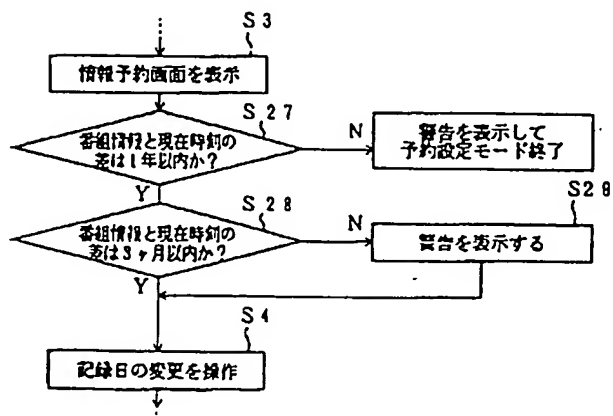 S3
情報予約画面を表示
S27
番組情報と現在時刻の
差は1年以内か?
N
警告を表示して
予約設定モード終了
Y
S28
番組情報と現在時刻の
差は3ヶ月以内か?
N
S29
警告を表示する
Y
S4
記録日の変更を操作